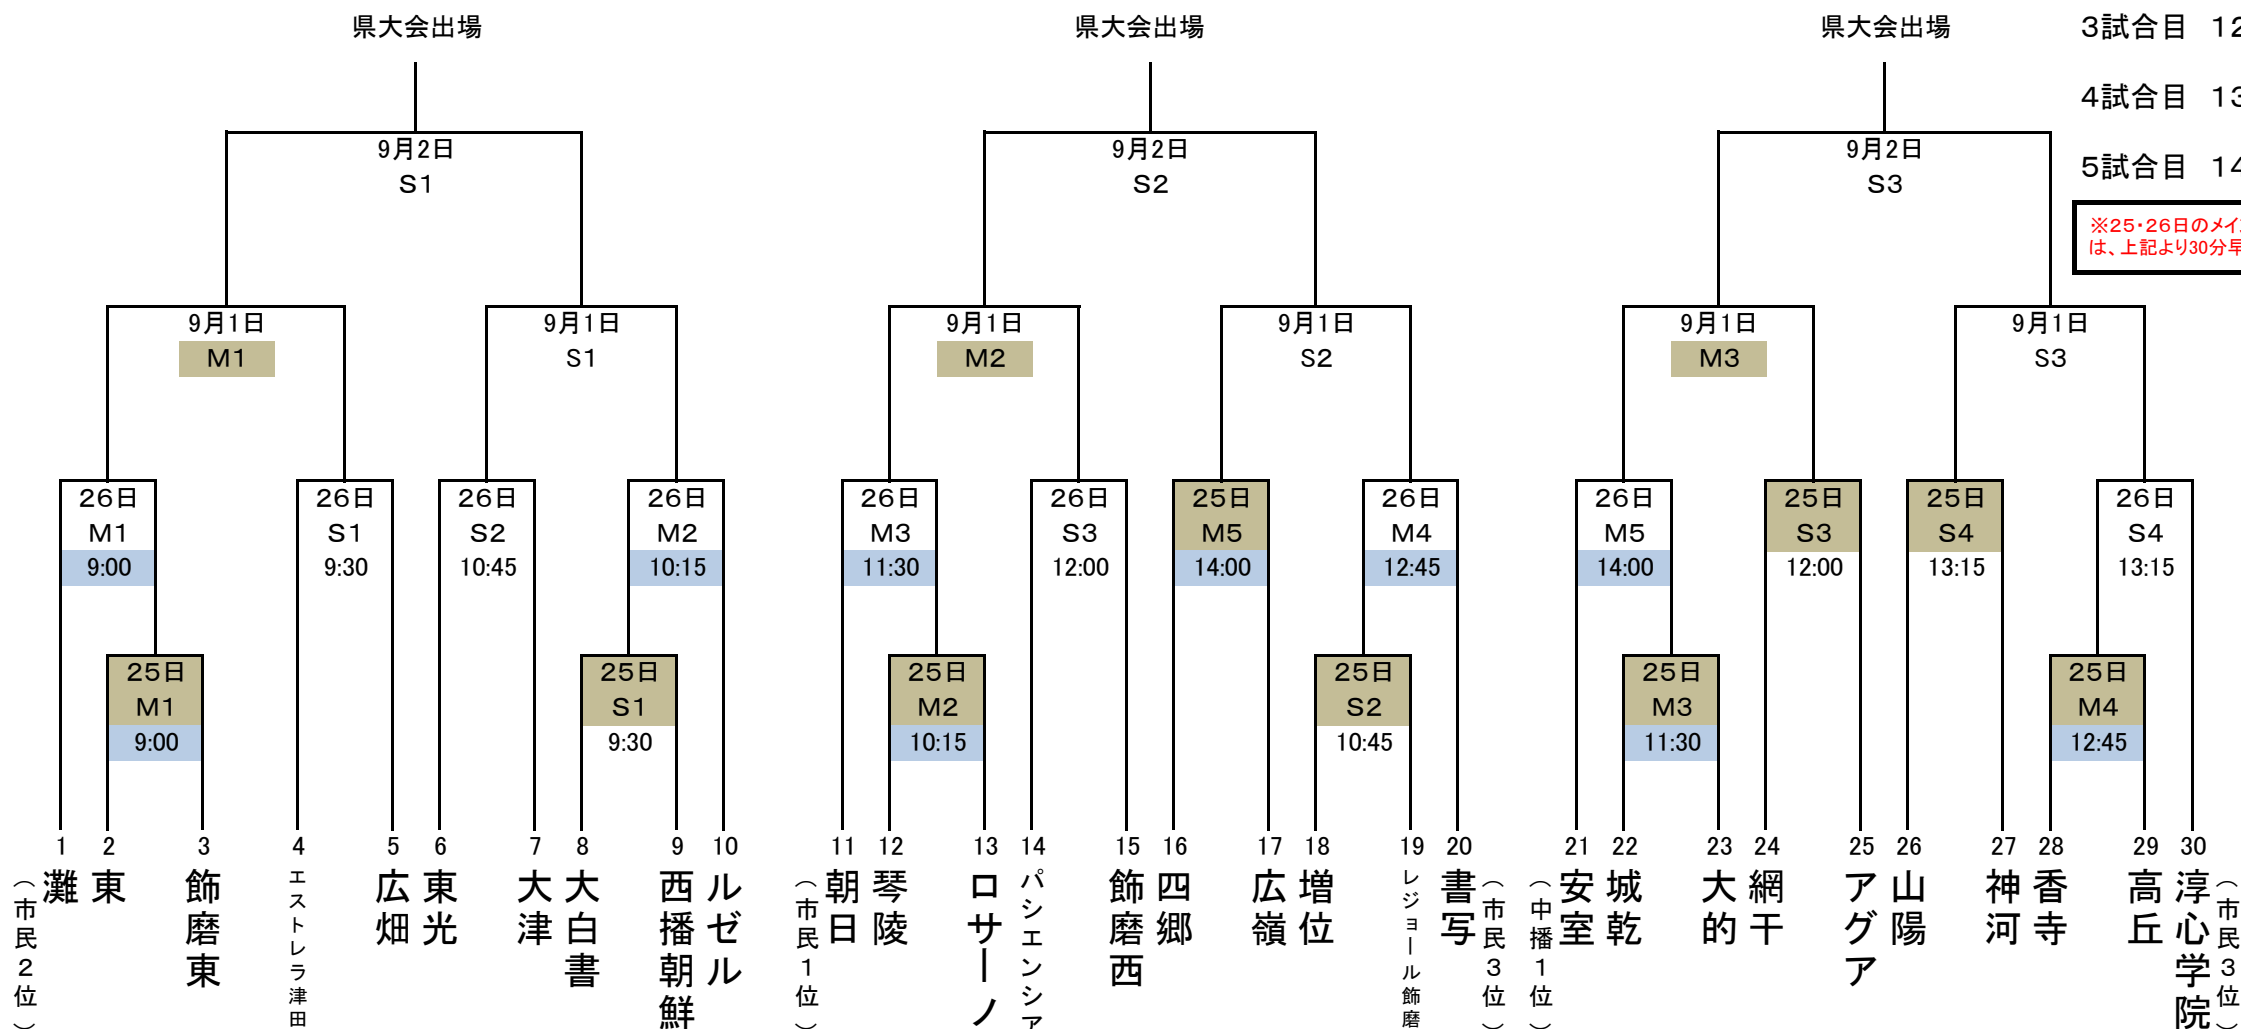 県大会出場
県大会出場
県大会出場
3試合目 12
4試合目 13
5試合目 14
※25・26日のメイ
は、上記より30分早
9月2日
S1
9月2日
S2
9月2日
S3
9月1日
M1
9月1日
S1
9月1日
M2
9月1日
S2
9月1日
M3
9月1日
S3
26日
M1
9:00
26日
S1
9:30
26日
S2
10:45
26日
M2
10:15
26日
M3
11:30
26日
S3
12:00
25日
M5
14:00
26日
M4
12:45
26日
M5
14:00
25日
S3
12:00
25日
S4
13:15
26日
S4
13:15
25日
M1
9:00
25日
S1
9:30
25日
M2
10:15
25日
S2
10:45
25日
M3
11:30
25日
M4
12:45
1 2 3 4 5 6 7 8 9 10 11 12 13 14 15 16 17 18 19 20 21 22 23 24 25 26 27 28 29 30
（市民2位）
灘
東
飾磨東
エストレラ津田
広畑
東光
大津
大白書
西播朝鮮
ルゼル
（市民1位）
朝日
琴陵
ロサーノ
パシエンシア
飾磨西
四郷
広嶺
増位
レジョール飾磨
書写
（市民3位）
（中播1位）
安室
城乾
大的
網干
アグア
山陽
神河
香寺
高丘
淳心学院
（市民3位）